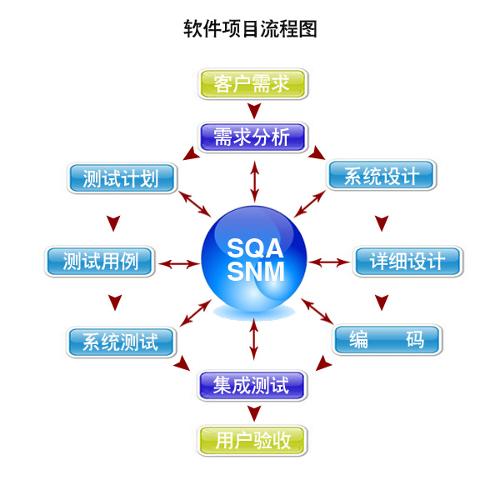 软件项目流程图
客户需求
需求分析
测试计划
系统设计
SQA
SNM
测试用例
详细设计
系统测试
编 码
集成测试
用户验收